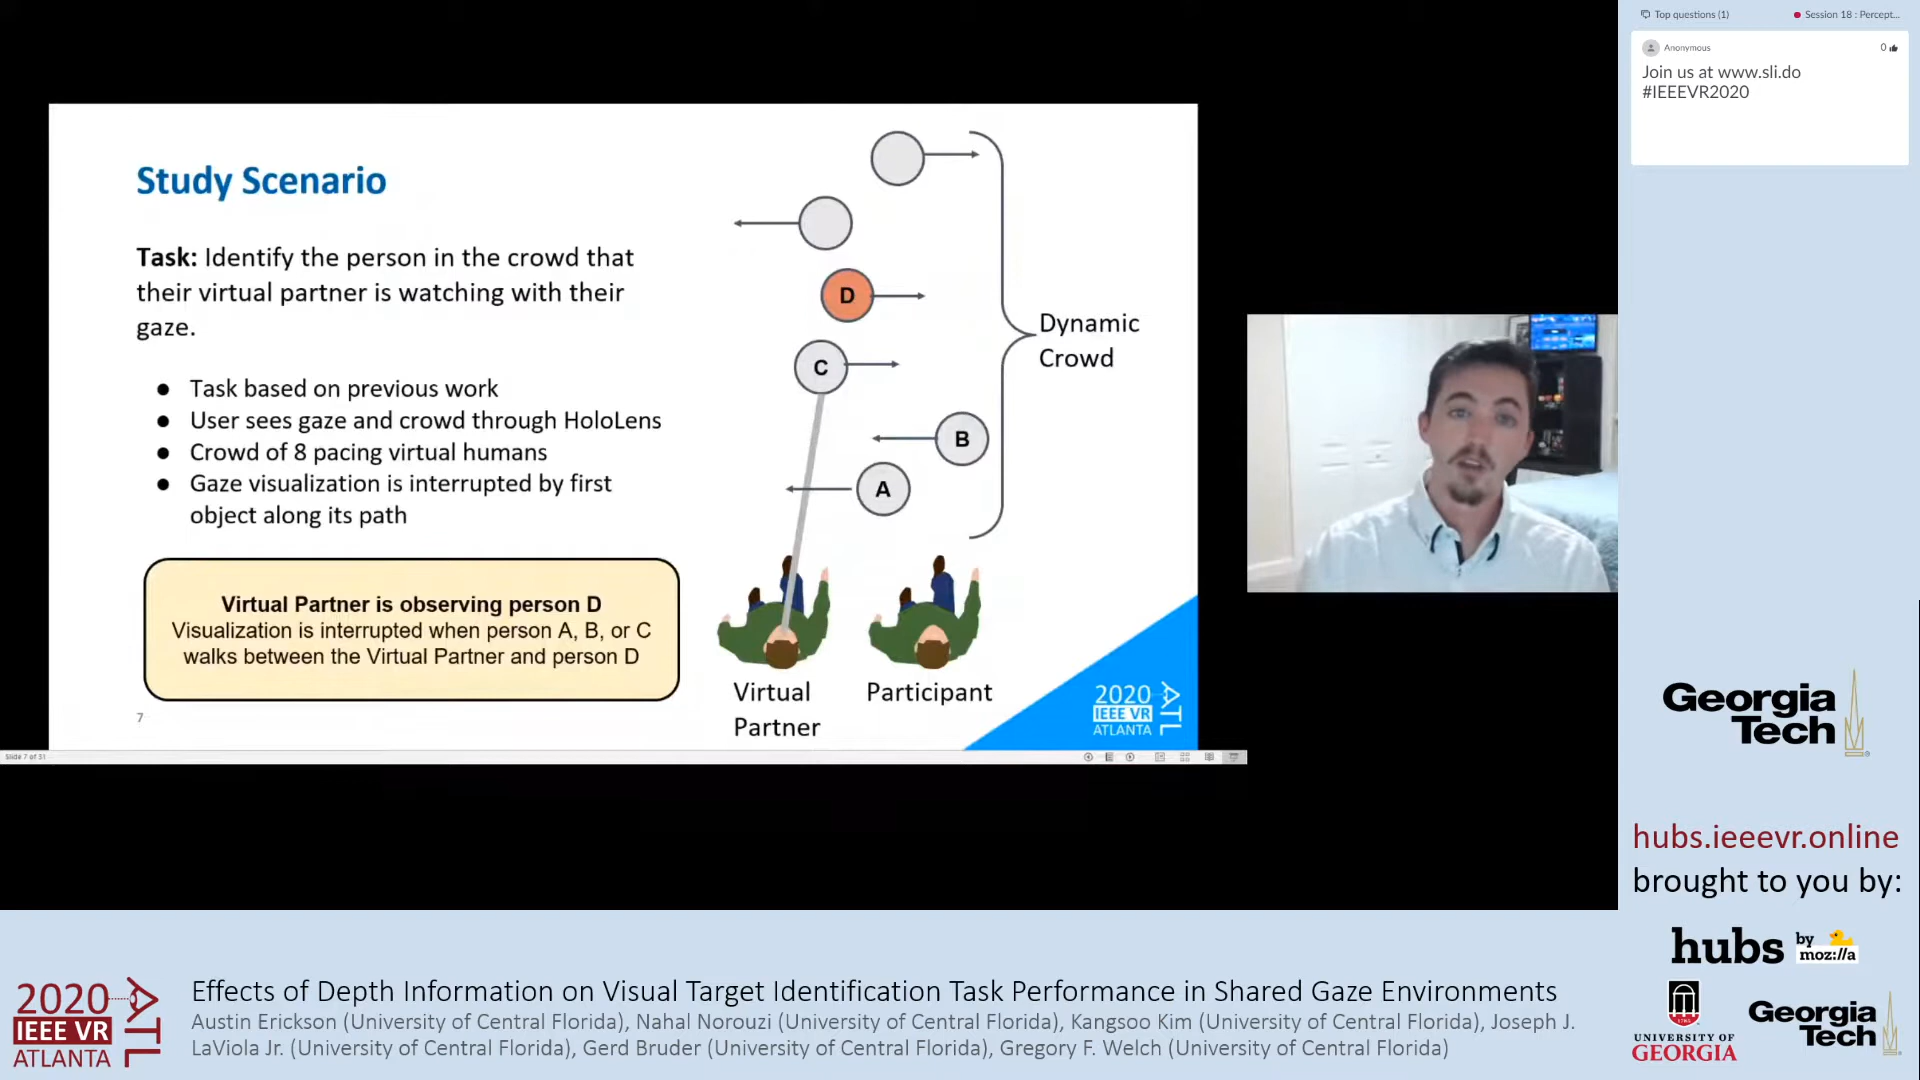 Top questions (1)
Session 18 : Percept...
Anonymous
0
Join us at www.sli.do
#IEEEVR2020
Study Scenario
Task: Identify the person in the crowd that
their virtual partner is watching with their
gaze.
● Task based on previous work
● User sees gaze and crowd through HoloLens
● Crowd of 8 pacing virtual humans
● Gaze visualization is interrupted by first
object along its path
Virtual Partner is observing person D
Visualization is interrupted when person A, B, or C
walks between the Virtual Partner and person D
7
D
C
B
A
Dynamic
Crowd
Virtual
Partner
Participant
2020
IEEE VR
ATLANTA
ATL
Slide 7 of 31
Georgia
Tech
hubs.ieeevr.online
brought to you by:
hubs
by
moz://a
UNIVERSITY OF
GEORGIA
Georgia
Tech
2020
IEEE VR
ATLANTA
ATL
Effects of Depth Information on Visual Target Identification Task Performance in Shared Gaze Environments
Austin Erickson (University of Central Florida), Nahal Norouzi (University of Central Florida), Kangsoo Kim (University of Central Florida), Joseph J.
LaViola Jr. (University of Central Florida), Gerd Bruder (University of Central Florida), Gregory F. Welch (University of Central Florida)